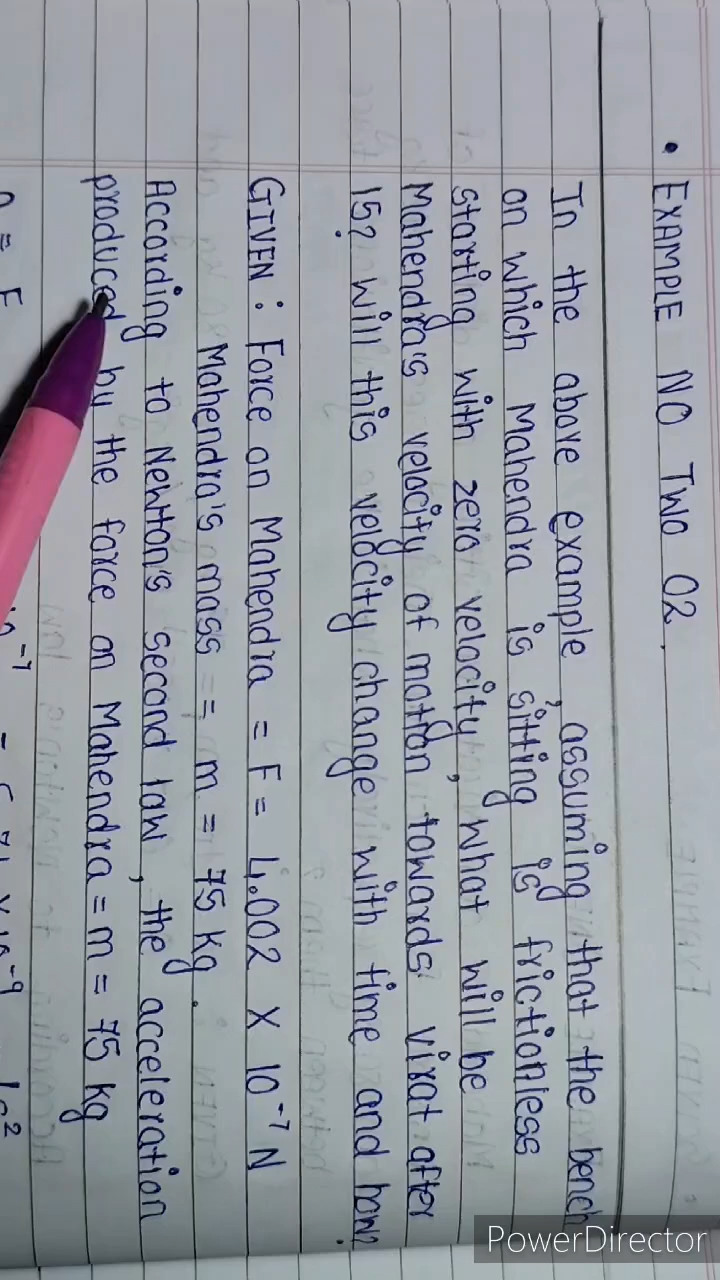 • EXAMPLE NO TWO 02.
In the above example, assuming that the bench
on which Mahendra is sitting is frictionless
starting with zero velocity, what will be
Mahendra's velocity of motion towards virat after
1s? will this velocity change with time and how?
GIVEN : Force on Mahendra = F = 4.002 X 10⁻⁷ N
Mahendra's mass = m = 75 kg.
According to Newton's second law, the acceleration
produced by the force on Mahendra = m = 75 kg
a = F
PowerDirector